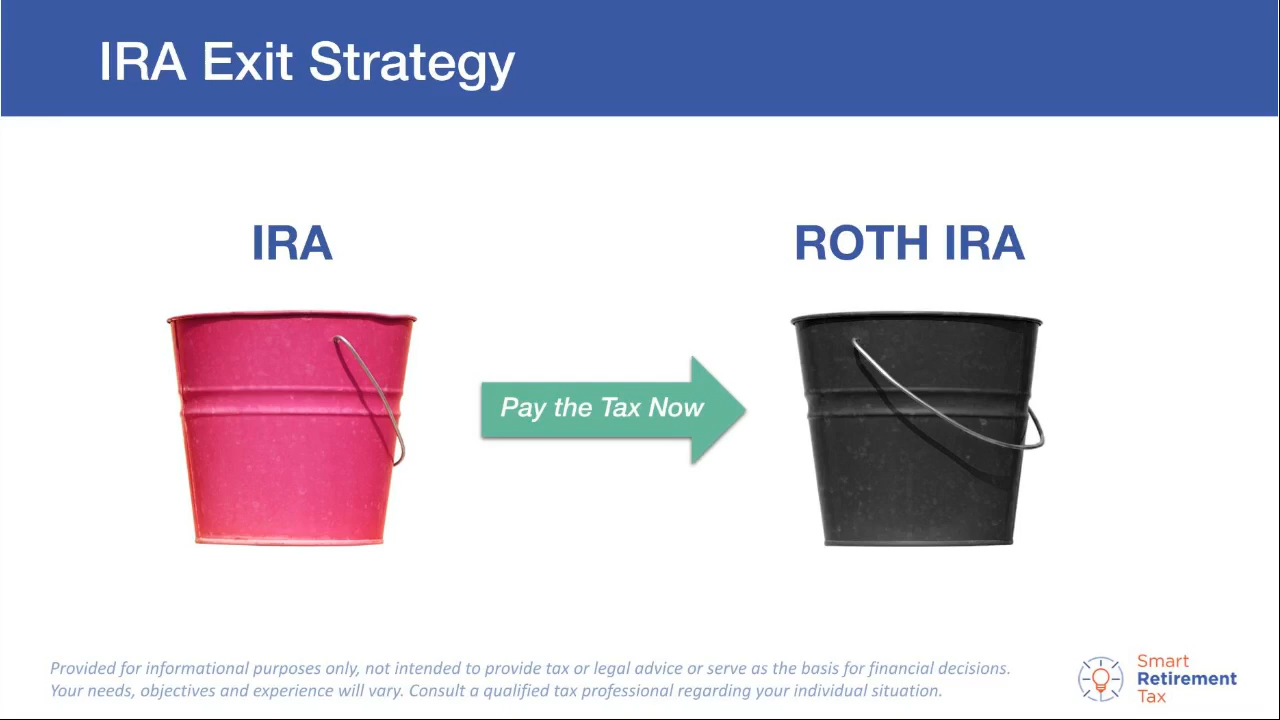 IRA Exit Strategy
IRA
ROTH IRA
Pay the Tax Now
Provided for informational purposes only, not intended to provide tax or legal advice or serve as the basis for financial decisions.
Your needs, objectives and experience will vary. Consult a qualified tax professional regarding your individual situation.
Smart
Retirement
Tax